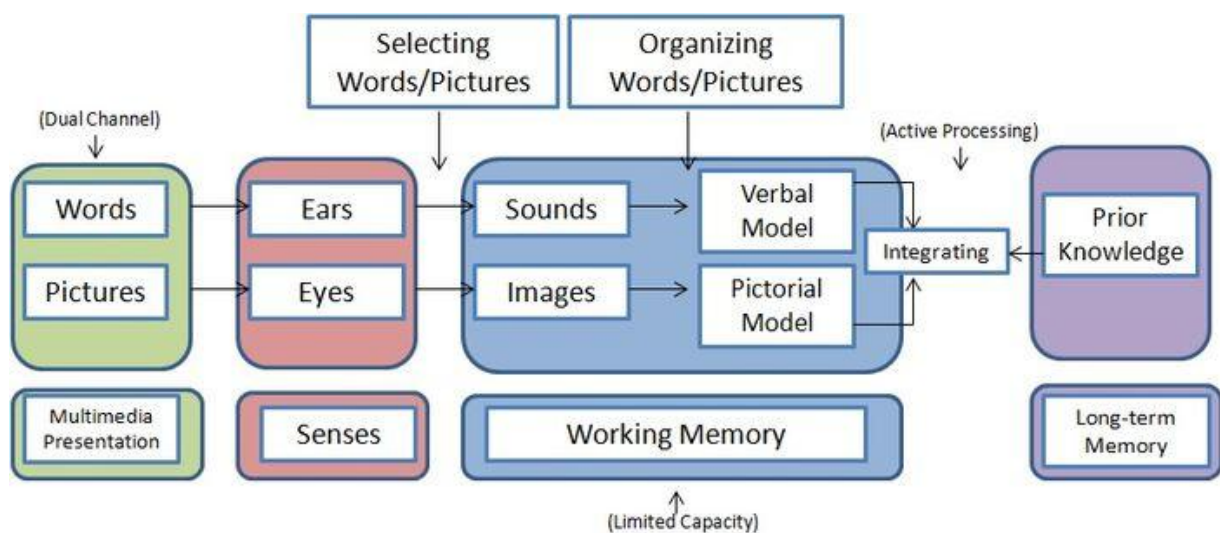 Selecting
Words/Pictures
Organizing
Words/Pictures
(Dual Channel)
(Active Processing)
Words
Ears
Sounds
Verbal
Model
Integrating
Prior
Knowledge
Pictures
Eyes
Images
Pictorial
Model
Multimedia
Presentation
Senses
Working Memory
Long-term
Memory
(Limited Capacity)